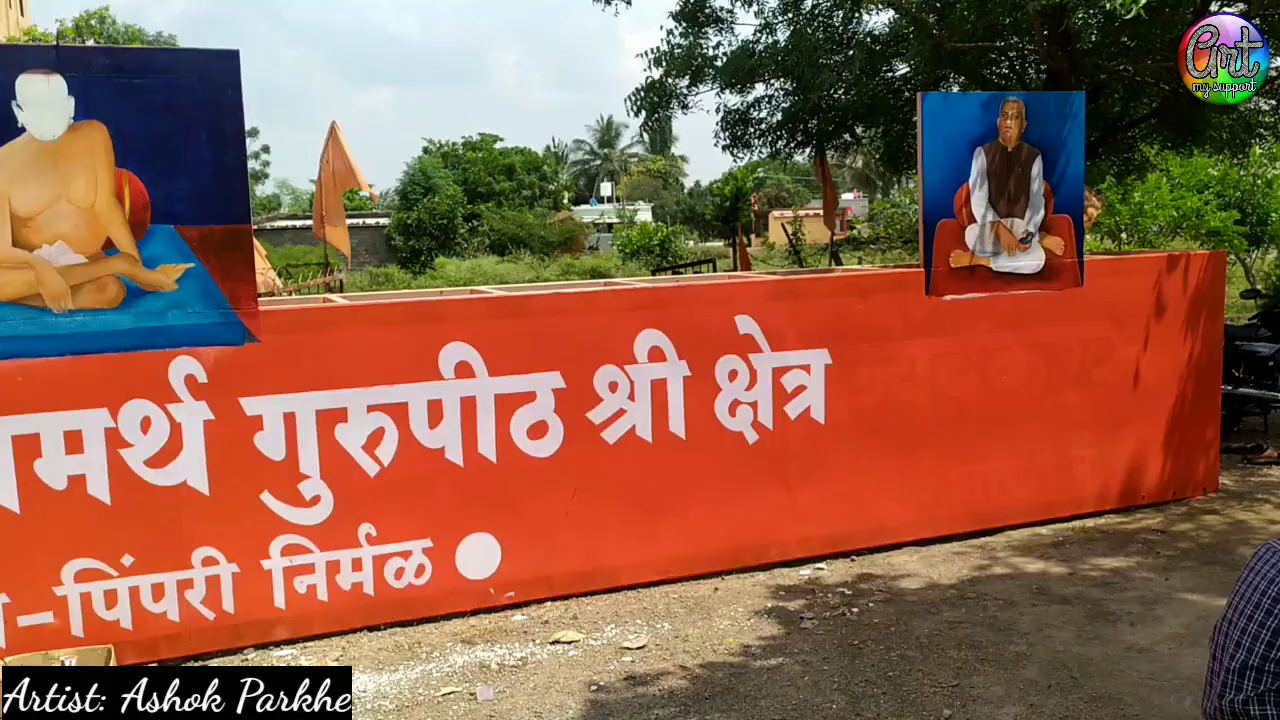 Art
my support
मर्थ गुरुपीठ श्री क्षेत्र
-पिंपरी निर्मळ
Artist: Ashok Parkhe